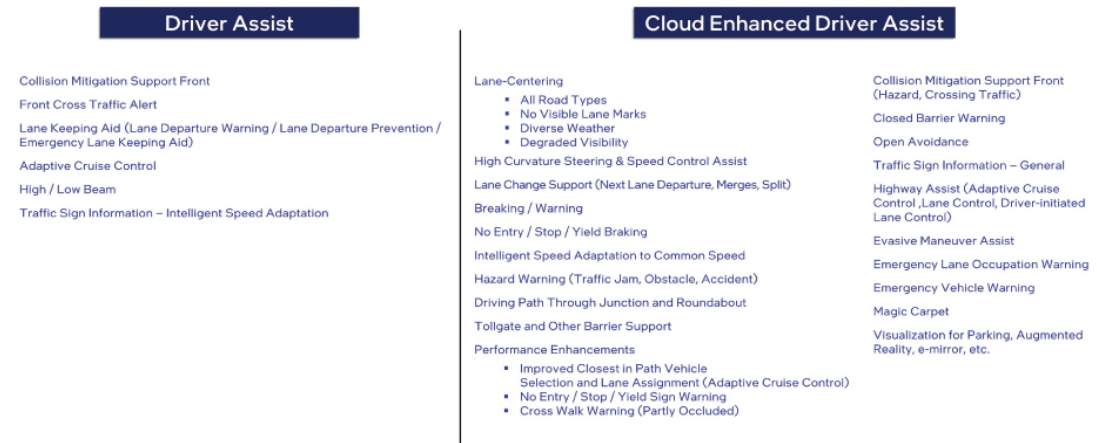 Driver Assist
Collision Mitigation Support Front
Front Cross Traffic Alert
Lane Keeping Aid (Lane Departure Warning / Lane Departure Prevention /
Emergency Lane Keeping Aid)
Adaptive Cruise Control
High / Low Beam
Traffic Sign Information – Intelligent Speed Adaptation
Cloud Enhanced Driver Assist
Lane-Centering
▪ All Road Types
▪ No Visible Lane Marks
▪ Diverse Weather
▪ Degraded Visibility
High Curvature Steering & Speed Control Assist
Lane Change Support (Next Lane Departure, Merges, Split)
Breaking / Warning
No Entry / Stop / Yield Braking
Intelligent Speed Adaptation to Common Speed
Hazard Warning (Traffic Jam, Obstacle, Accident)
Driving Path Through Junction and Roundabout
Tollgate and Other Barrier Support
Performance Enhancements
▪ Improved Closest in Path Vehicle
Selection and Lane Assignment (Adaptive Cruise Control)
▪ No Entry / Stop / Yield Sign Warning
▪ Cross Walk Warning (Partly Occluded)
Collision Mitigation Support Front
(Hazard, Crossing Traffic)
Closed Barrier Warning
Open Avoidance
Traffic Sign Information – General
Highway Assist (Adaptive Cruise
Control ,Lane Control, Driver-initiated
Lane Control)
Evasive Maneuver Assist
Emergency Lane Occupation Warning
Emergency Vehicle Warning
Magic Carpet
Visualization for Parking, Augmented
Reality, e-mirror, etc.